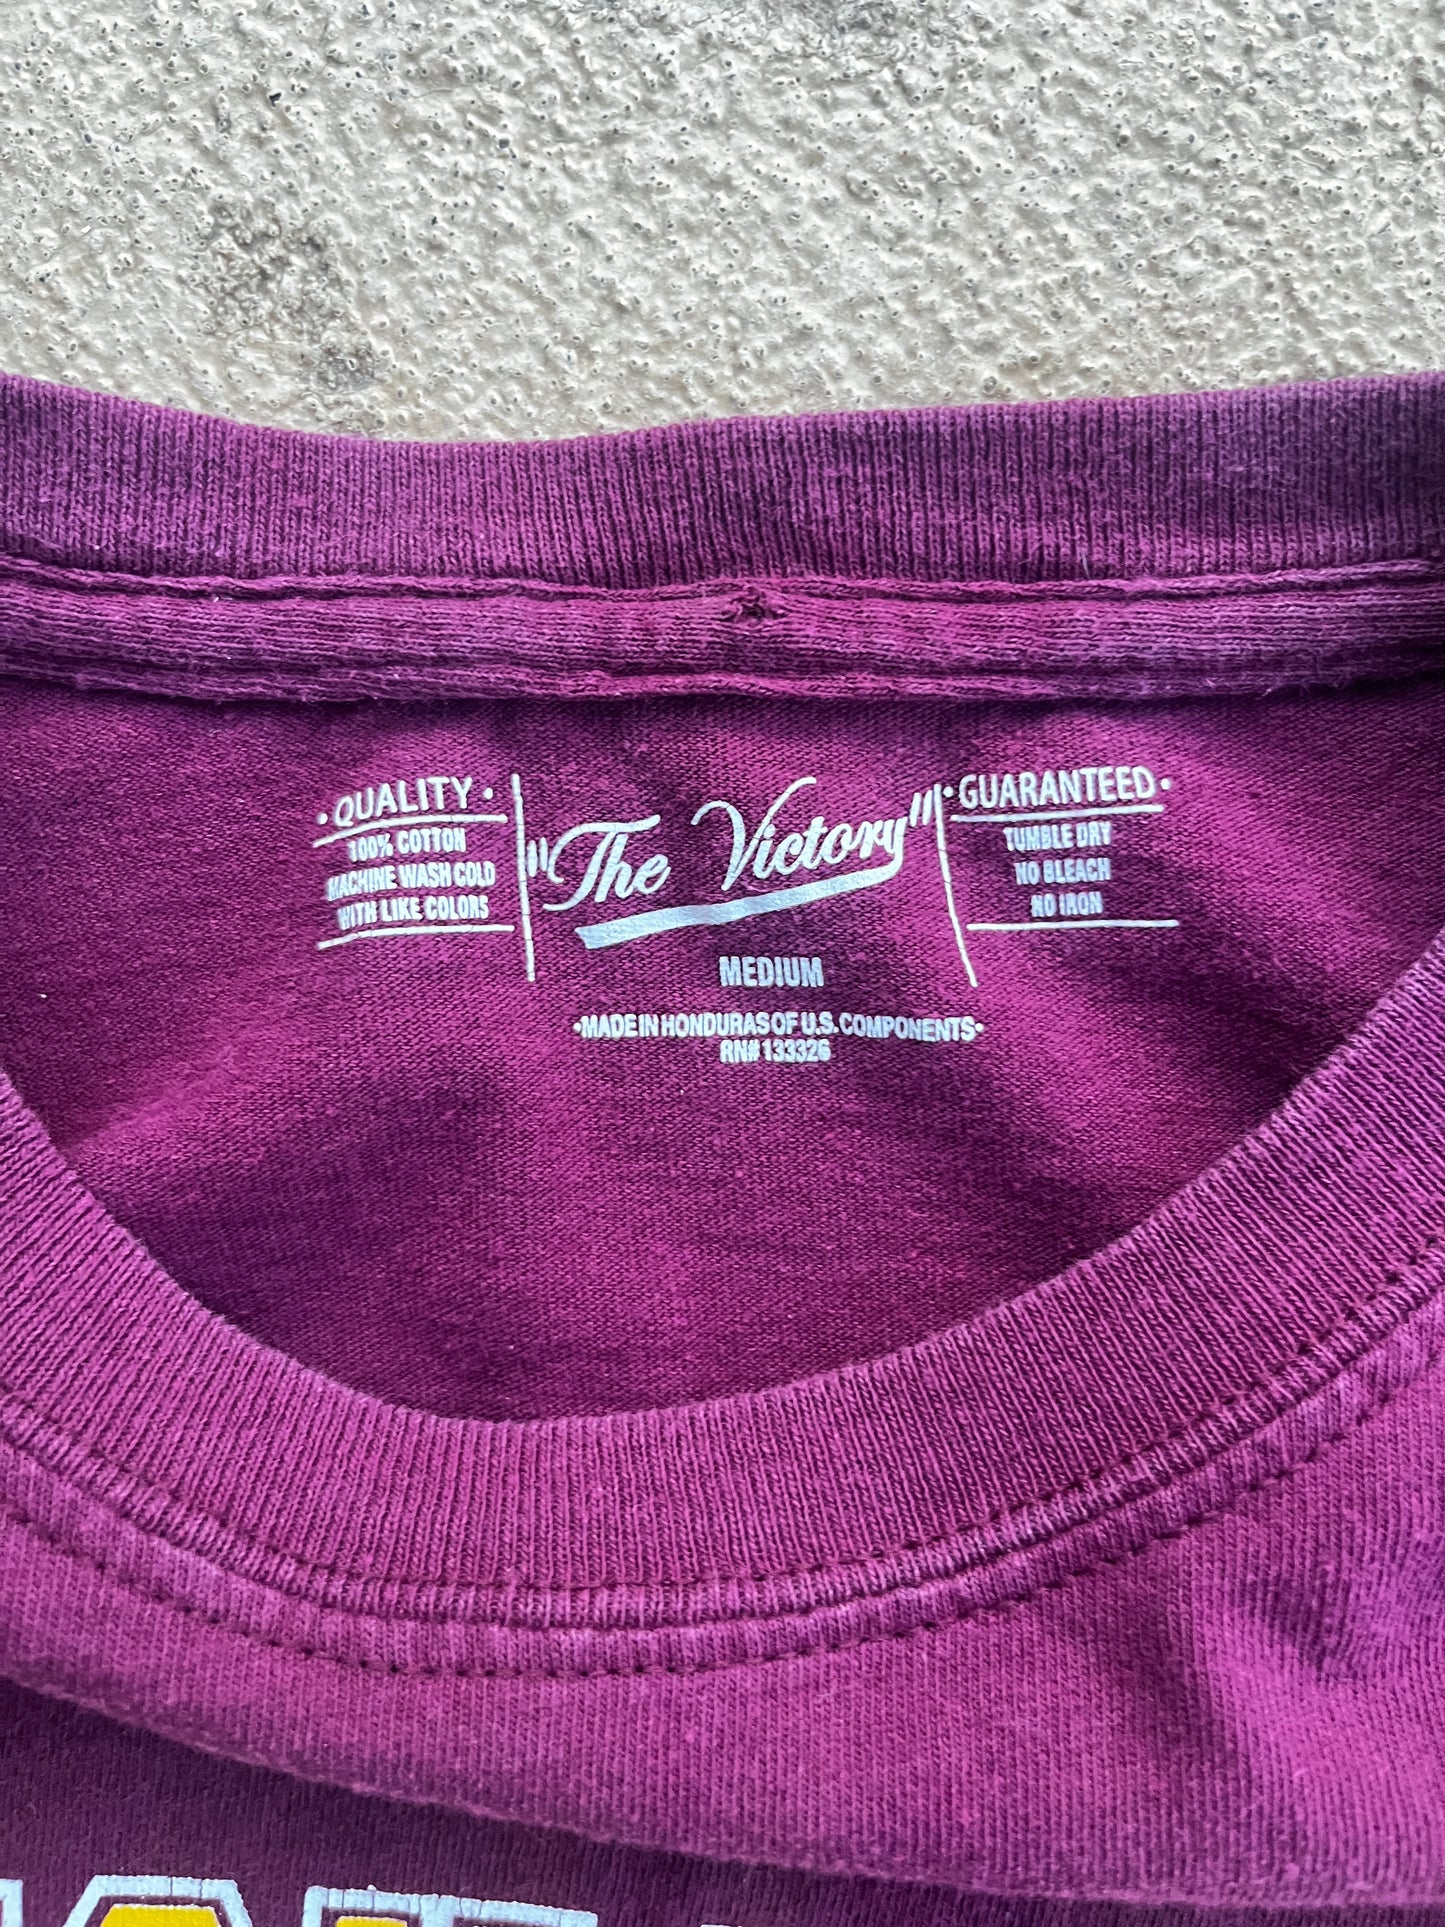 ·QUALITY·
100% COTTON
MACHINE WASH COLD
WITH LIKE COLORS
"The Victory"
MEDIUM
·MADE IN HONDURAS OF U.S. COMPONENTS·
RN# 133326
·GUARANTEED·
TUMBLE DRY
NO BLEACH
NO IRON